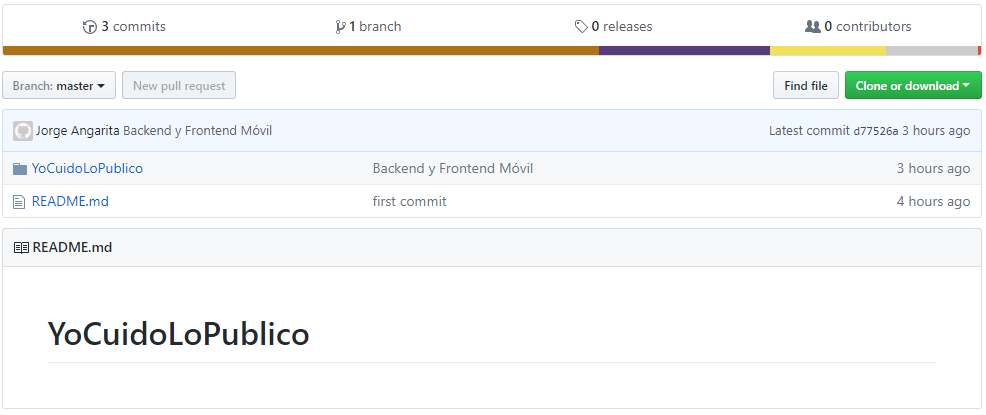 3 commits 1 branch 0 releases 0 contributors
Branch: master New pull request Find file Clone or download
Jorge Angarita Backend y Frontend Móvil Latest commit d77526a 3 hours ago
YoCuidoLoPublico Backend y Frontend Móvil 3 hours ago
README.md first commit 4 hours ago
README.md
YoCuidoLoPublico